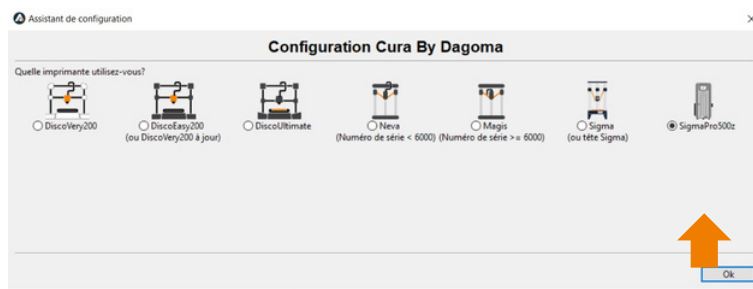 Assistant de configuration
Configuration Cura By Dagoma
Quelle imprimante utilisez-vous?
DiscoVery200
DiscoEasy200
(ou DiscoVery200 à jour)
DiscoUltimate
Neva
(Numéro de série < 6000)
Magis
(Numéro de série >= 6000)
Sigma
(ou tête Sigma)
SigmaPro500z
Ok